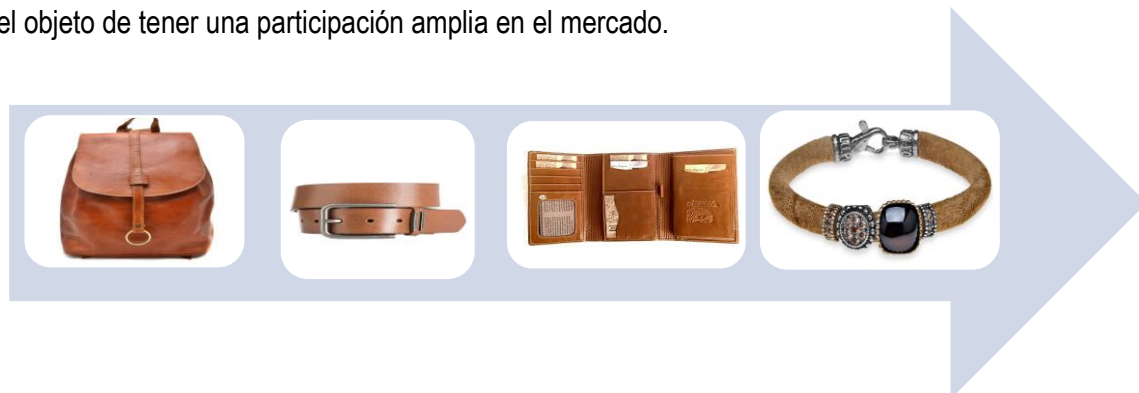 el objeto de tener una participación amplia en el mercado.